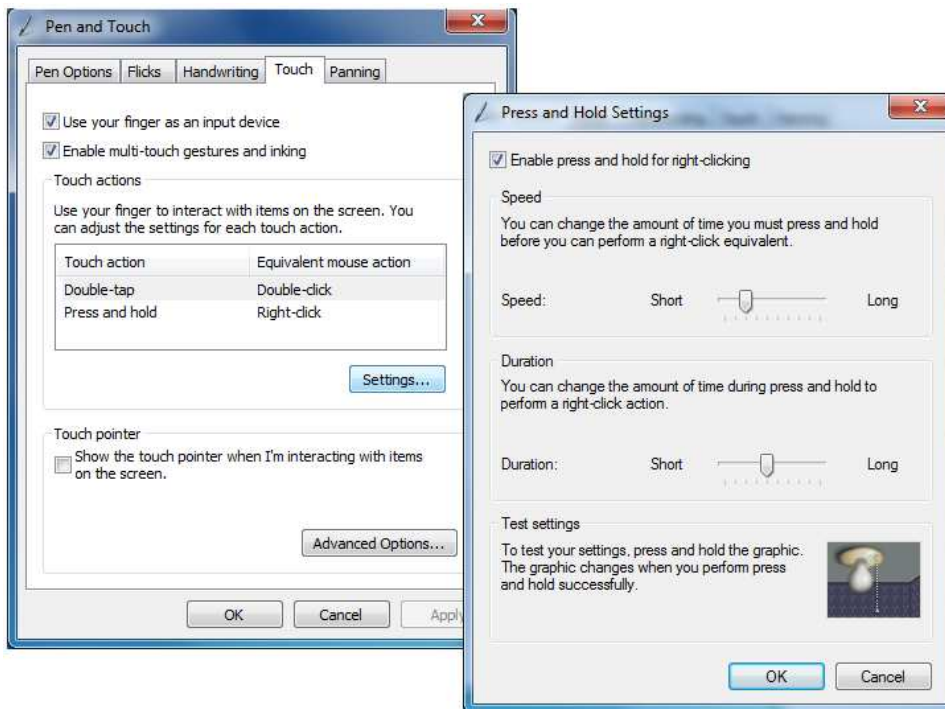 Pen and Touch
Pen Options Flicks Handwriting Touch Panning
Use your finger as an input device
Enable multi-touch gestures and inking
Touch actions
Use your finger to interact with items on the screen. You
can adjust the settings for each touch action.
Touch action Equivalent mouse action
Double-tap Double-click
Press and hold Right-click
Settings...
Touch pointer
Show the touch pointer when I'm interacting with items
on the screen.
Advanced Options...
OK Cancel Appl
Press and Hold Settings
Enable press and hold for right-clicking
Speed
You can change the amount of time you must press and hold
before you can perform a right-click equivalent.
Speed: Short Long
Duration
You can change the amount of time during press and hold to
perform a right-click action.
Duration: Short Long
Test settings
To test your settings, press and hold the graphic.
The graphic changes when you perform press
and hold successfully.
OK Cancel